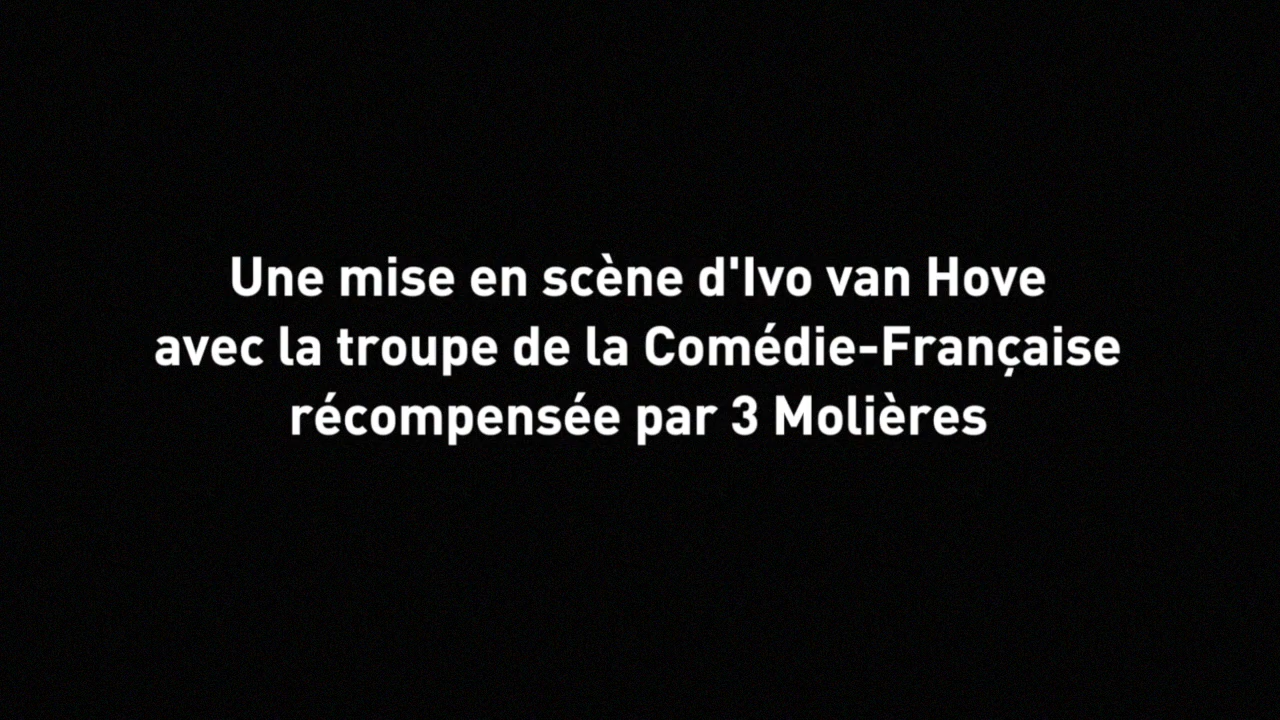 Une mise en scène d'Ivo van Hove
avec la troupe de la Comédie-Française
récompensée par 3 Molières